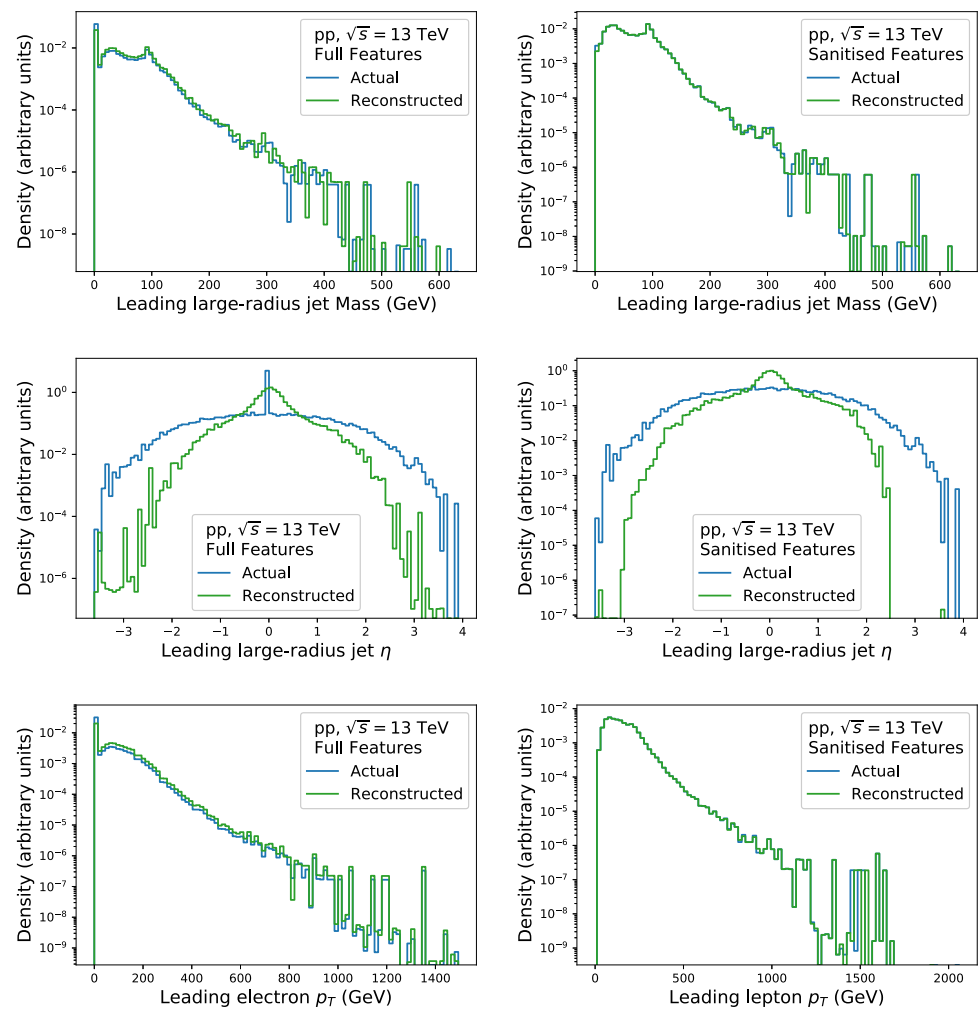 pp, √s = 13 TeV
Full Features
Actual
Reconstructed
Density (arbitrary units)
10⁻²
10⁻⁴
10⁻⁶
10⁻⁸
0 100 200 300 400 500 600
Leading large-radius jet Mass (GeV)
pp, √s = 13 TeV
Sanitised Features
Actual
Reconstructed
Density (arbitrary units)
10⁻²
10⁻³
10⁻⁴
10⁻⁵
10⁻⁶
10⁻⁷
10⁻⁸
10⁻⁹
0 100 200 300 400 500 600
Leading large-radius jet Mass (GeV)
Density (arbitrary units)
10⁰
10⁻²
10⁻⁴
10⁻⁶
pp, √s = 13 TeV
Full Features
Actual
Reconstructed
−3 −2 −1 0 1 2 3 4
Leading large-radius jet η
Density (arbitrary units)
10⁰
10⁻¹
10⁻²
10⁻³
10⁻⁴
10⁻⁵
10⁻⁶
10⁻⁷
pp, √s = 13 TeV
Sanitised Features
Actual
Reconstructed
−3 −2 −1 0 1 2 3 4
Leading large-radius jet η
pp, √s = 13 TeV
Full Features
Actual
Reconstructed
Density (arbitrary units)
10⁻²
10⁻³
10⁻⁴
10⁻⁵
10⁻⁶
10⁻⁷
10⁻⁸
10⁻⁹
0 200 400 600 800 1000 1200 1400
Leading electron p_T (GeV)
pp, √s = 13 TeV
Sanitised Features
Actual
Reconstructed
Density (arbitrary units)
10⁻²
10⁻³
10⁻⁴
10⁻⁵
10⁻⁶
10⁻⁷
10⁻⁸
10⁻⁹
0 500 1000 1500 2000
Leading lepton p_T (GeV)